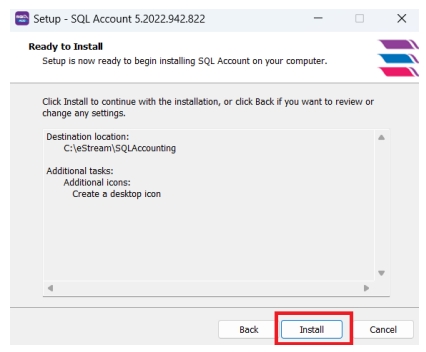 Setup - SQL Account 5.2022.942.822
Ready to Install
Setup is now ready to begin installing SQL Account on your computer.
Click Install to continue with the installation, or click Back if you want to review or
change any settings.
Destination location:
C:\eStream\SQLAccounting
Additional tasks:
Additional icons:
Create a desktop icon
Back
Install
Cancel